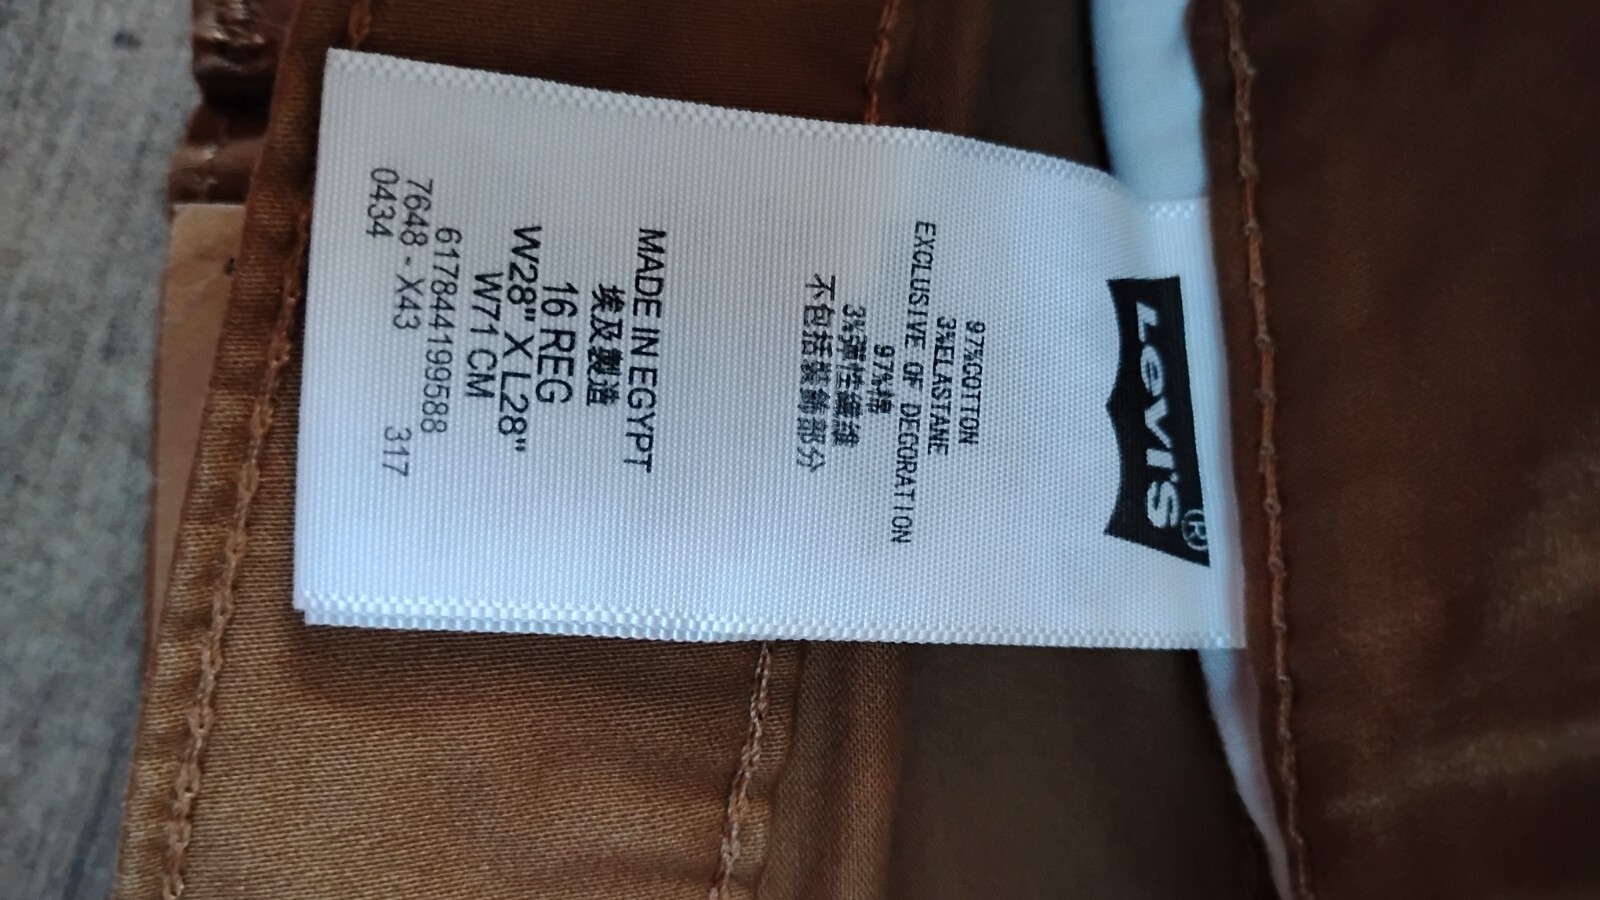 Levi's®
97%COTTON
3%ELASTANE
EXCLUSIVE OF DECORATION
97%棉
3%彈性纖維
不包括裝飾部分
MADE IN EGYPT
埃及製造
16 REG
W28" X L28"
W71 CM
617844199588
7648 - X43 317
0434